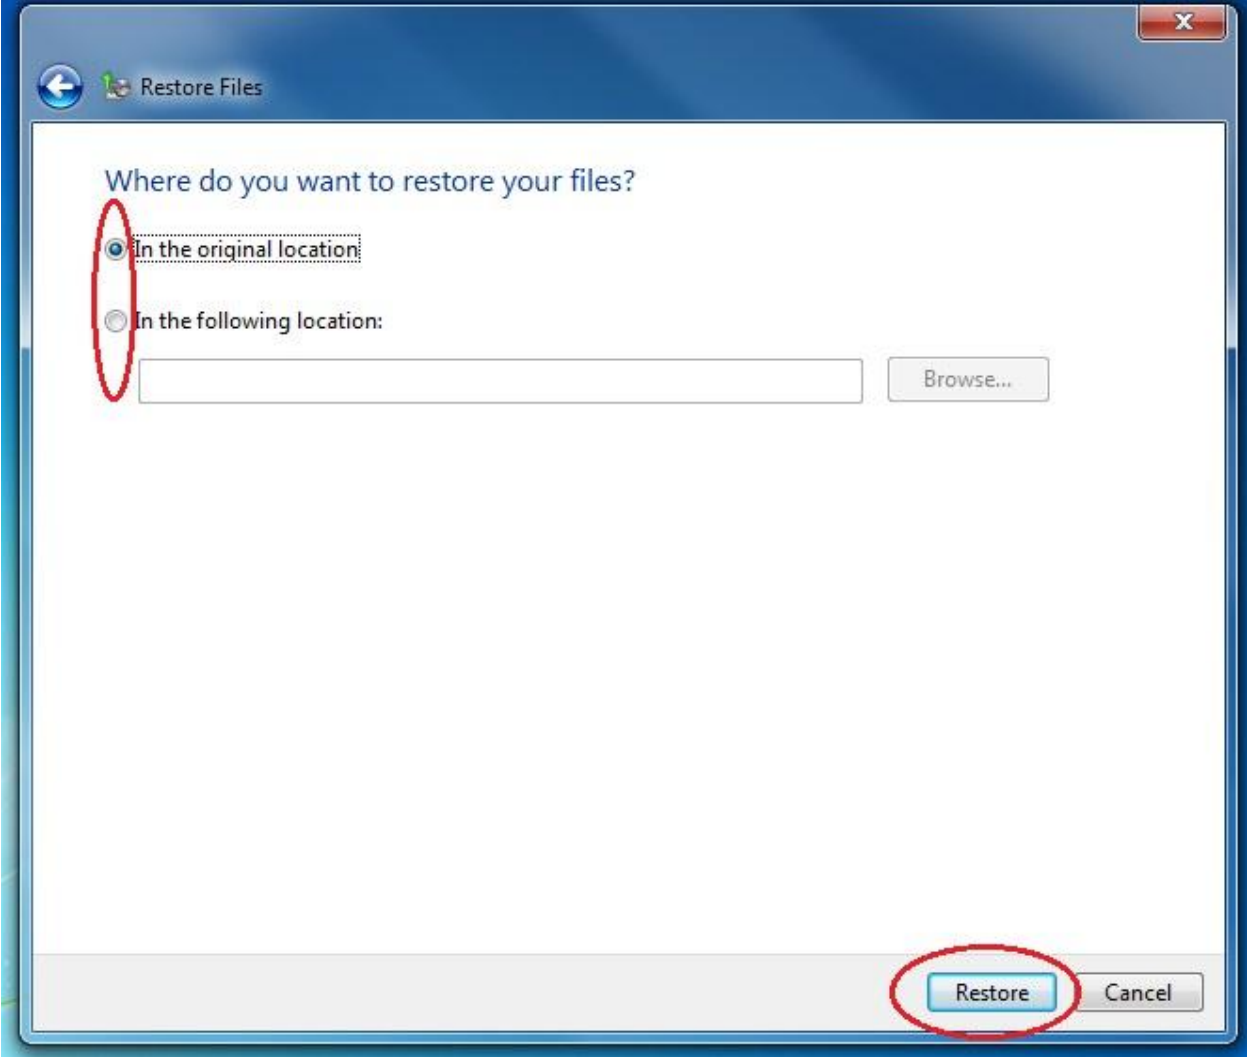 Restore Files
Where do you want to restore your files?
In the original location
In the following location:
Browse...
Restore
Cancel